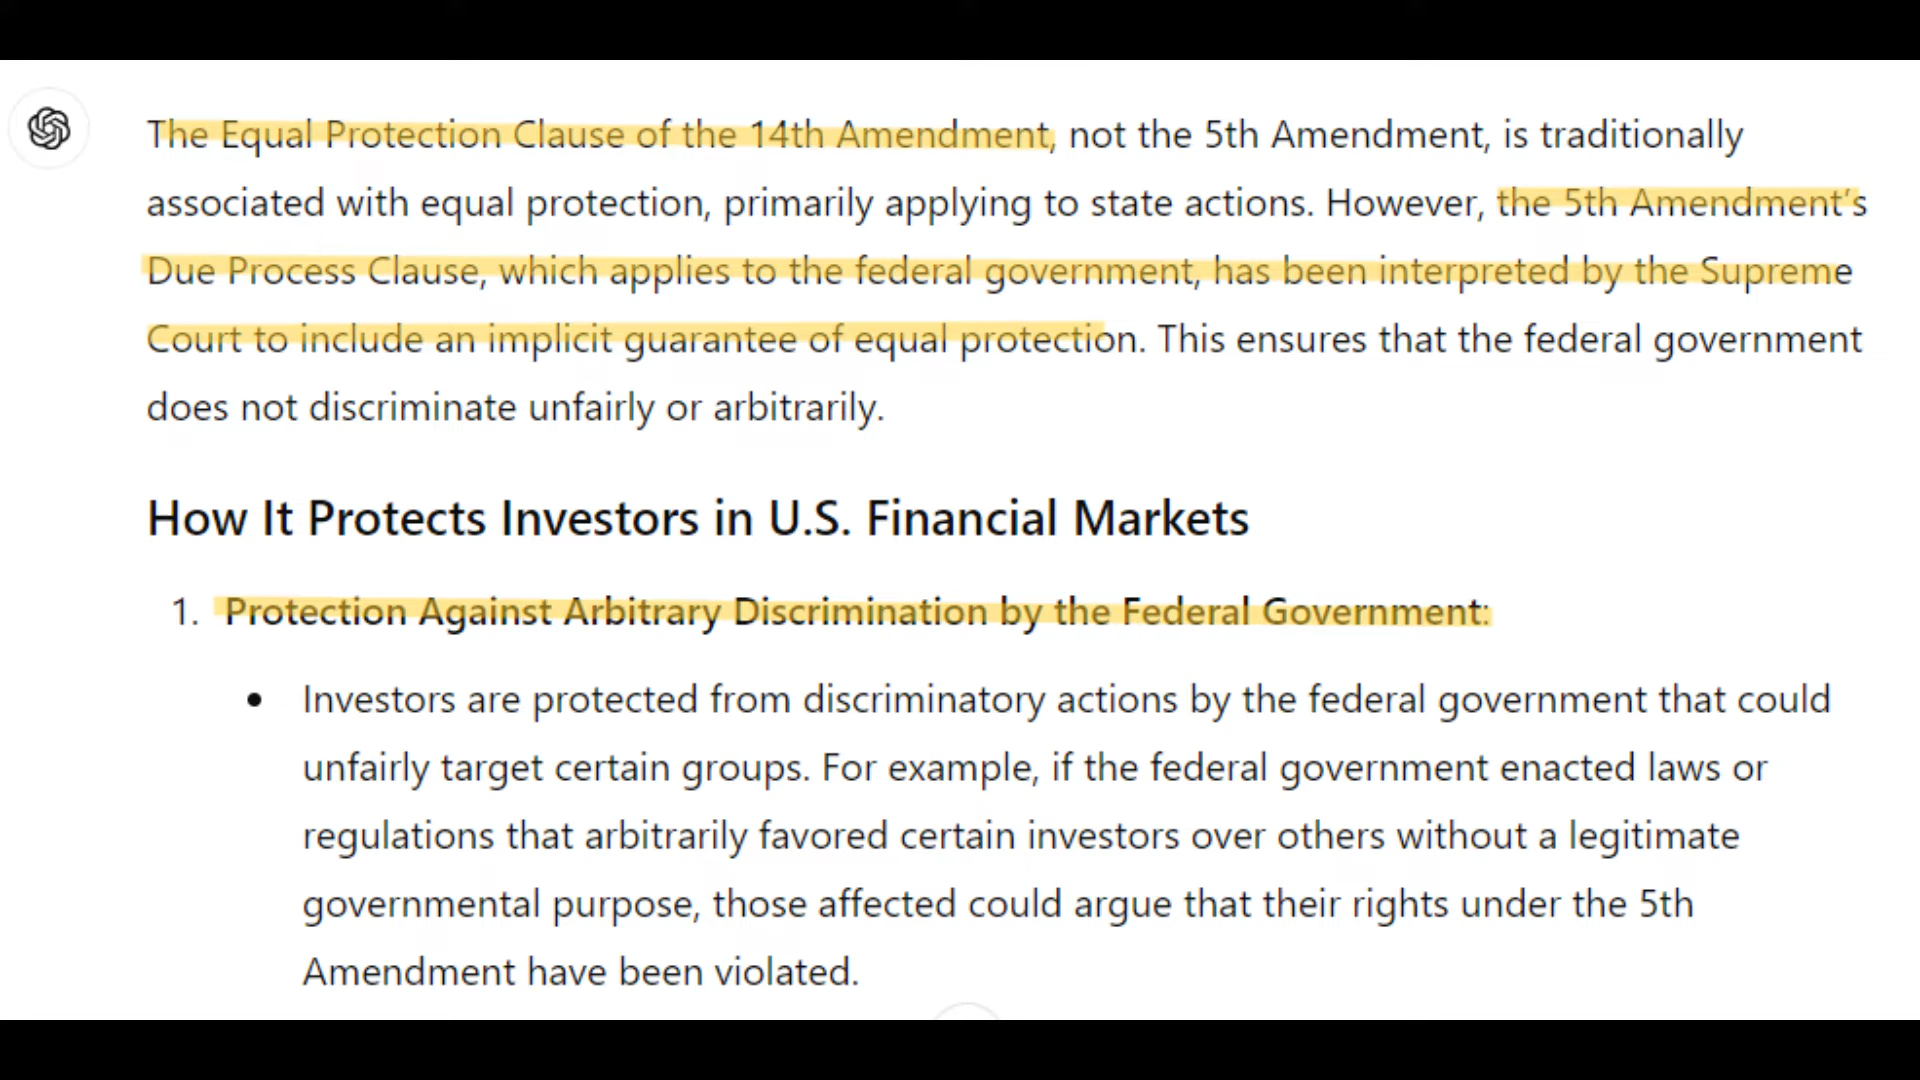 The Equal Protection Clause of the 14th Amendment, not the 5th Amendment, is traditionally
associated with equal protection, primarily applying to state actions. However, the 5th Amendment's
Due Process Clause, which applies to the federal government, has been interpreted by the Supreme
Court to include an implicit guarantee of equal protection. This ensures that the federal government
does not discriminate unfairly or arbitrarily.
How It Protects Investors in U.S. Financial Markets
1. Protection Against Arbitrary Discrimination by the Federal Government:
• Investors are protected from discriminatory actions by the federal government that could
unfairly target certain groups. For example, if the federal government enacted laws or
regulations that arbitrarily favored certain investors over others without a legitimate
governmental purpose, those affected could argue that their rights under the 5th
Amendment have been violated.